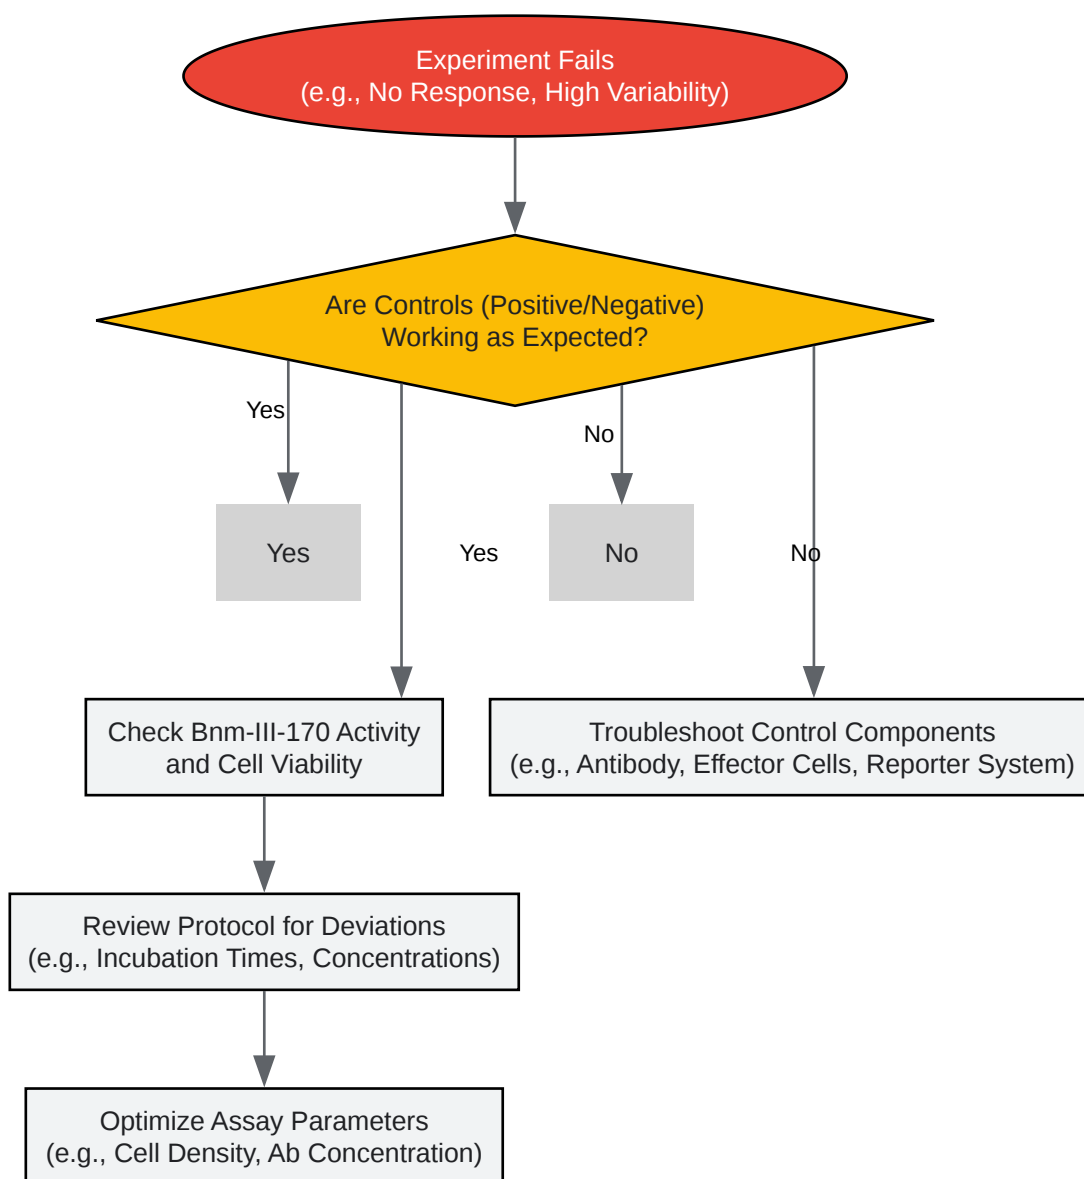 Experiment Fails
(e.g., No Response, High Variability)
Are Controls (Positive/Negative)
Working as Expected?
Yes
No
Yes
Yes
No
No
Check Bnm-III-170 Activity
and Cell Viability
Troubleshoot Control Components
(e.g., Antibody, Effector Cells, Reporter System)
Review Protocol for Deviations
(e.g., Incubation Times, Concentrations)
Optimize Assay Parameters
(e.g., Cell Density, Ab Concentration)